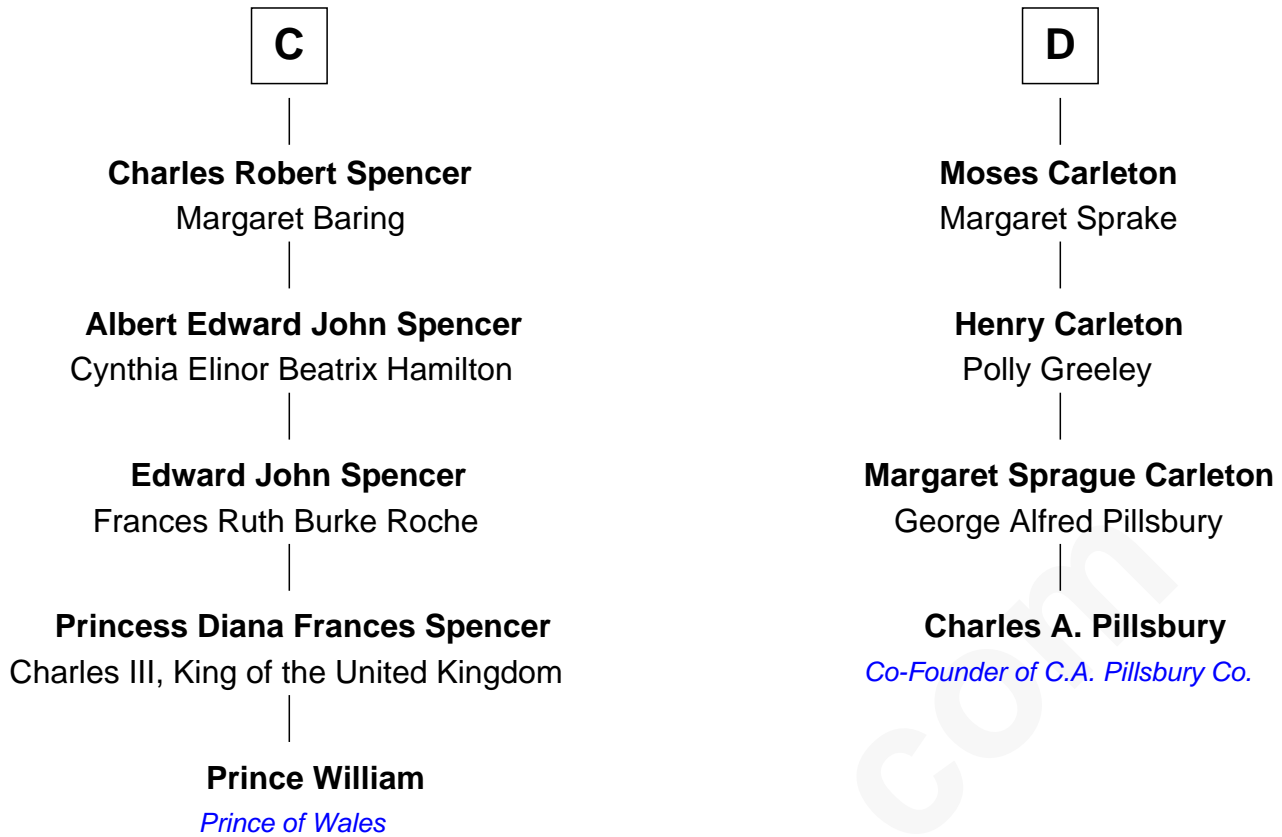 C
Charles Robert Spencer
Margaret Baring
Albert Edward John Spencer
Cynthia Elinor Beatrix Hamilton
Edward John Spencer
Frances Ruth Burke Roche
Princess Diana Frances Spencer
Charles III, King of the United Kingdom
Prince William
Prince of Wales
D
Moses Carleton
Margaret Sprake
Henry Carleton
Polly Greeley
Margaret Sprague Carleton
George Alfred Pillsbury
Charles A. Pillsbury
Co-Founder of C.A. Pillsbury Co.
com